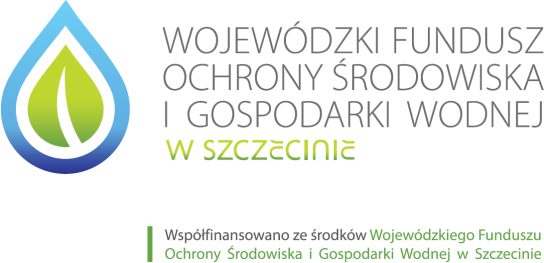 WOJEWÓDZKI FUNDUSZ
OCHRONY ŚRODOWISKA
I GOSPODARKI WODNEJ
W SZCZECINIE
Współfinansowano ze środków Wojewódzkiego Funduszu
Ochrony Środowiska i Gospodarki Wodnej w Szczecinie